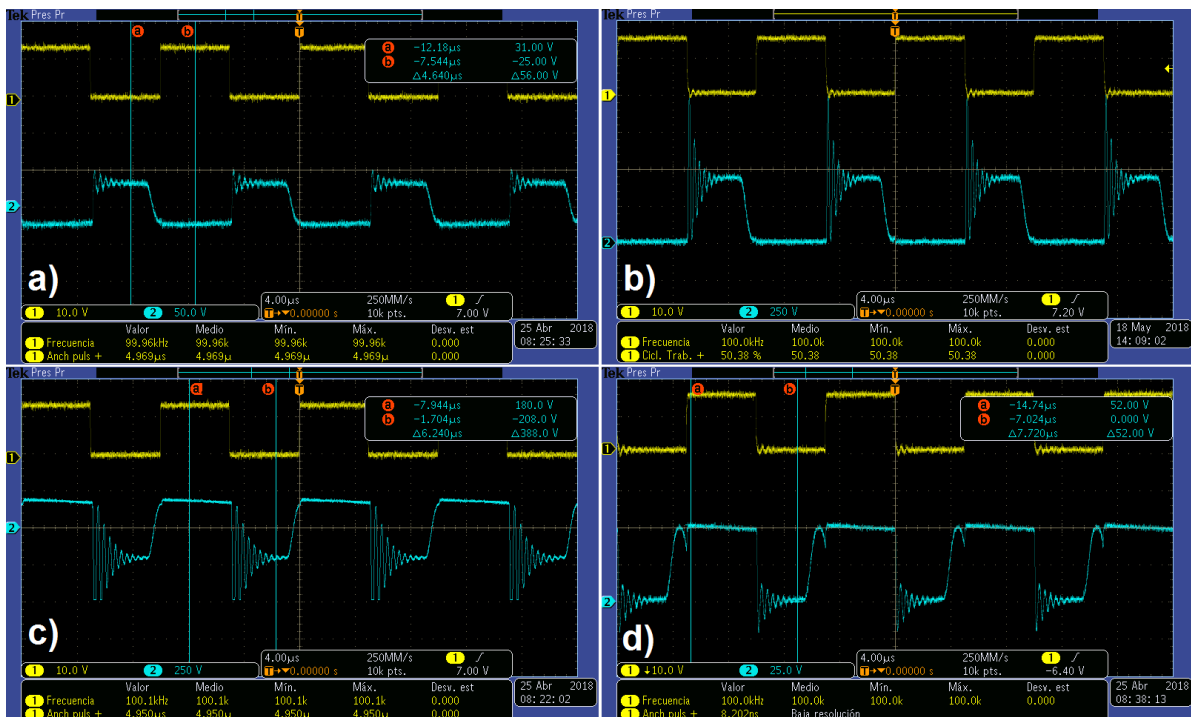 Tek Pres Pr
T
a b
a -12.18µs 31.00 V
b -7.544µs -25.00 V
Δ4.640µs Δ56.00 V
1
2
a)
1 10.0 V 2 50.0 V
4.00µs 250MM/s 1 ∫
T→▼0.00000 s 10k pts. 7.00 V
Valor Medio Mín. Máx. Desv. est
1 Frecuencia 99.96kHz 99.96k 99.96k 99.96k 0.000
1 Anch puls + 4.969µs 4.969µ 4.969µ 4.969µ 0.000
25 Abr 2018
08:25:33
Tek Pres Pr
T
1
2
b)
1 10.0 V 2 250 V
4.00µs 250MM/s 1 ∫
T→▼0.00000 s 10k pts. 7.20 V
Valor Medio Mín. Máx. Desv. est
1 Frecuencia 100.0kHz 100.0k 100.0k 100.0k 0.000
1 Cicl. Trab. + 50.38 % 50.38 50.38 50.38 0.000
18 May 2018
14:09:02
Tek Pres Pr
T
a b
a -7.944µs 180.0 V
b -1.704µs -208.0 V
Δ6.240µs Δ388.0 V
1
2
c)
1 10.0 V 2 250 V
4.00µs 250MM/s 1 ∫
T→▼0.00000 s 10k pts. 7.00 V
Valor Medio Mín. Máx. Desv. est
1 Frecuencia 100.1kHz 100.1k 100.1k 100.1k 0.000
1 Anch puls + 4.950µs 4.950µ 4.950µ 4.950µ 0.000
25 Abr 2018
08:22:02
Tek Pres Pr
T
a b
a -14.74µs 52.00 V
b -7.024µs 0.000 V
Δ7.720µs Δ52.00 V
1
2
d)
1 ↓10.0 V 2 25.0 V
4.00µs 250MM/s 1 ∫
T→▼0.00000 s 10k pts. -6.40 V
Valor Medio Mín. Máx. Desv. est
1 Frecuencia 100.0kHz 100.0k 100.0k 100.0k 0.000
1 Anch puls + 8.202ns Baja resolución
25 Abr 2018
08:38:13